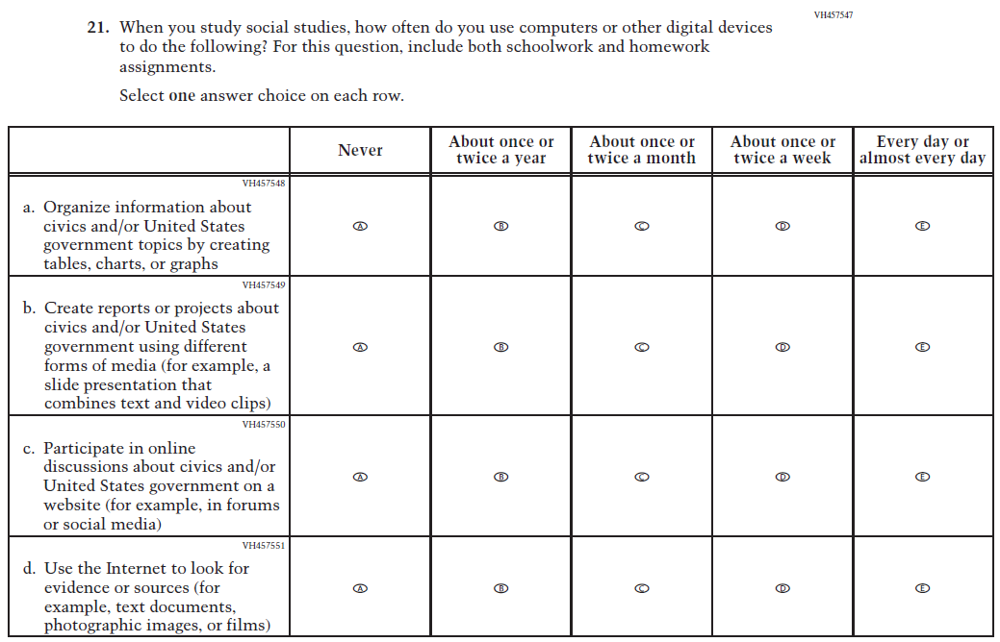 VH457547
21. When you study social studies, how often do you use computers or other digital devices
to do the following? For this question, include both schoolwork and homework
assignments.
Select one answer choice on each row.
Never
About once or
twice a year
About once or
twice a month
About once or
twice a week
Every day or
almost every day
VH457548
a. Organize information about
civics and/or United States
government topics by creating
tables, charts, or graphs
A B C D E
VH457549
b. Create reports or projects about
civics and/or United States
government using different
forms of media (for example, a
slide presentation that
combines text and video clips)
A B C D E
VH457550
c. Participate in online
discussions about civics and/or
United States government on a
website (for example, in forums
or social media)
A B C D E
VH457551
d. Use the Internet to look for
evidence or sources (for
example, text documents,
photographic images, or films)
A B C D E